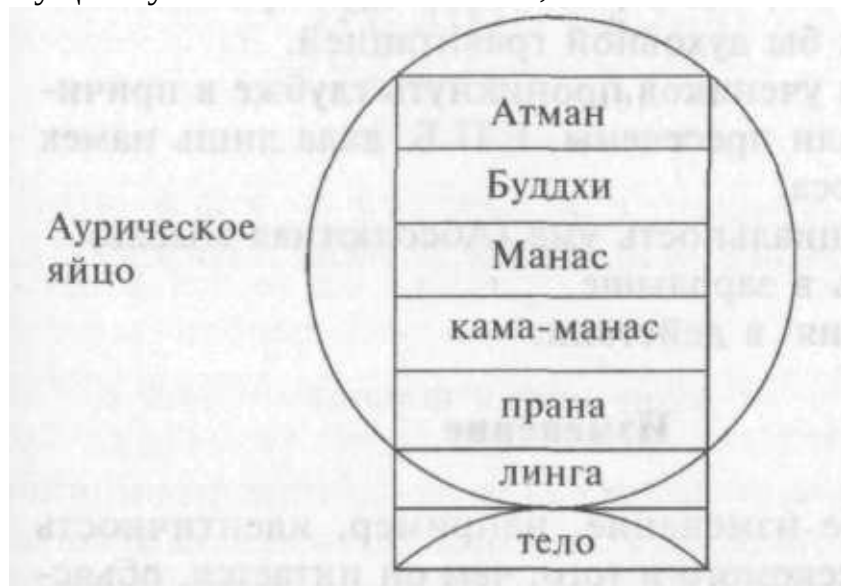 Атман
Буддхи
Аурическое
яйцо
Манас
кама-манас
прана
линга
тело